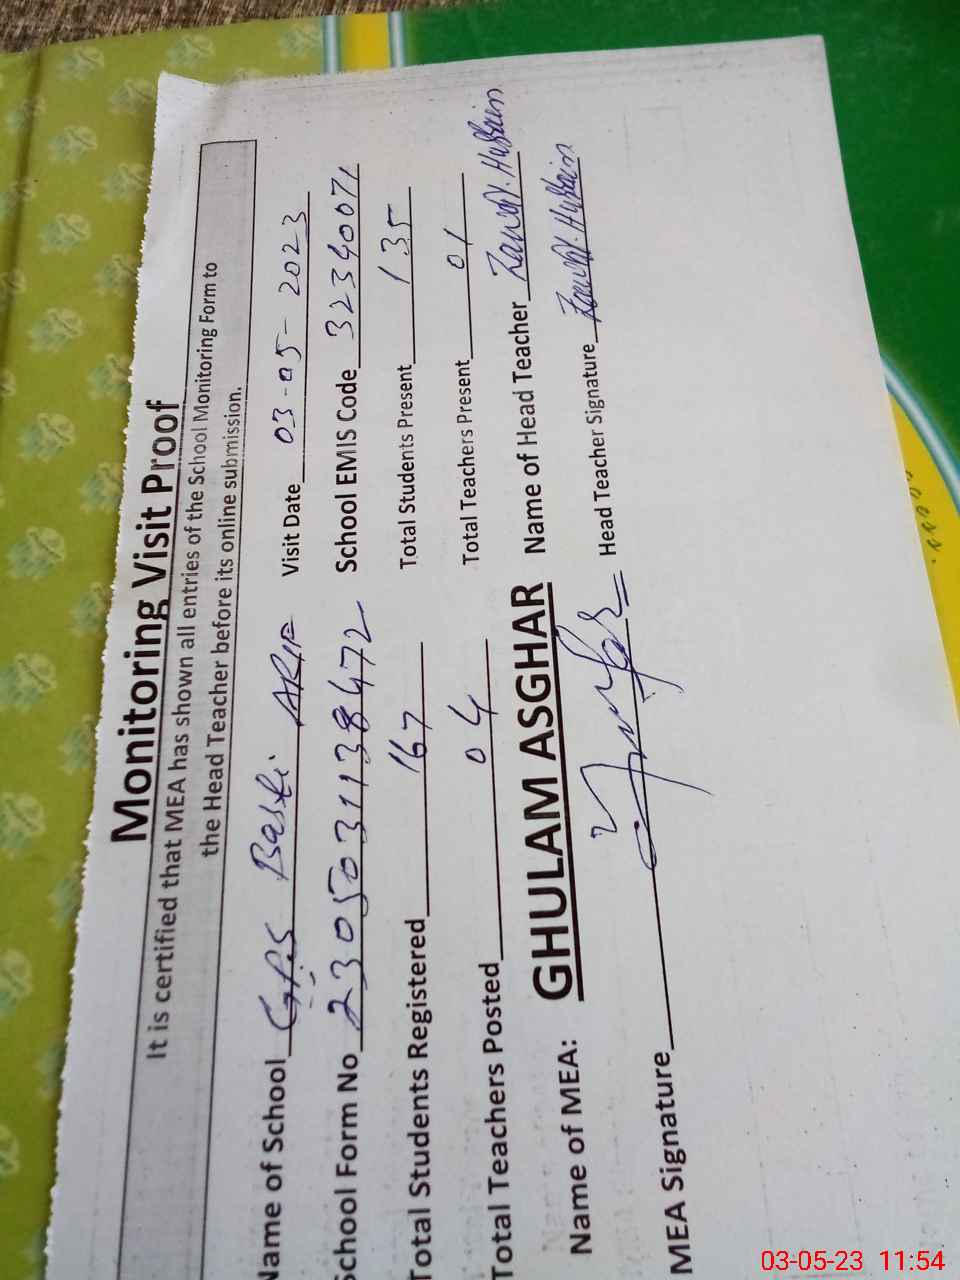 Monitoring Visit Proof
It is certified that MEA has shown all entries of the School Monitoring Form to
the Head Teacher before its online submission.
Name of School G.P.S Basti ARIF Visit Date 03-05-2023
School Form No 2305031138472 School EMIS Code 32340071
Total Students Registered 167 Total Students Present 135
Total Teachers Posted 04 Total Teachers Present 01
Name of MEA: GHULAM ASGHAR Name of Head Teacher Hussain
MEA Signature Head Teacher Signature Hussain
03-05-23 11:54